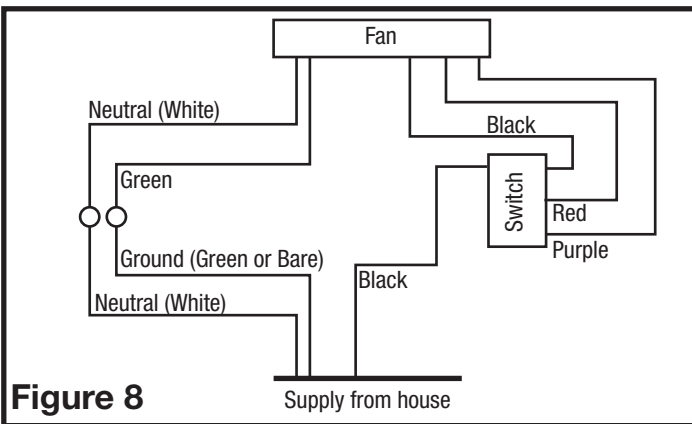 Fan
Neutral (White)
Black
Green
Switch
Red
Purple
Ground (Green or Bare)
Black
Neutral (White)
Figure 8
Supply from house